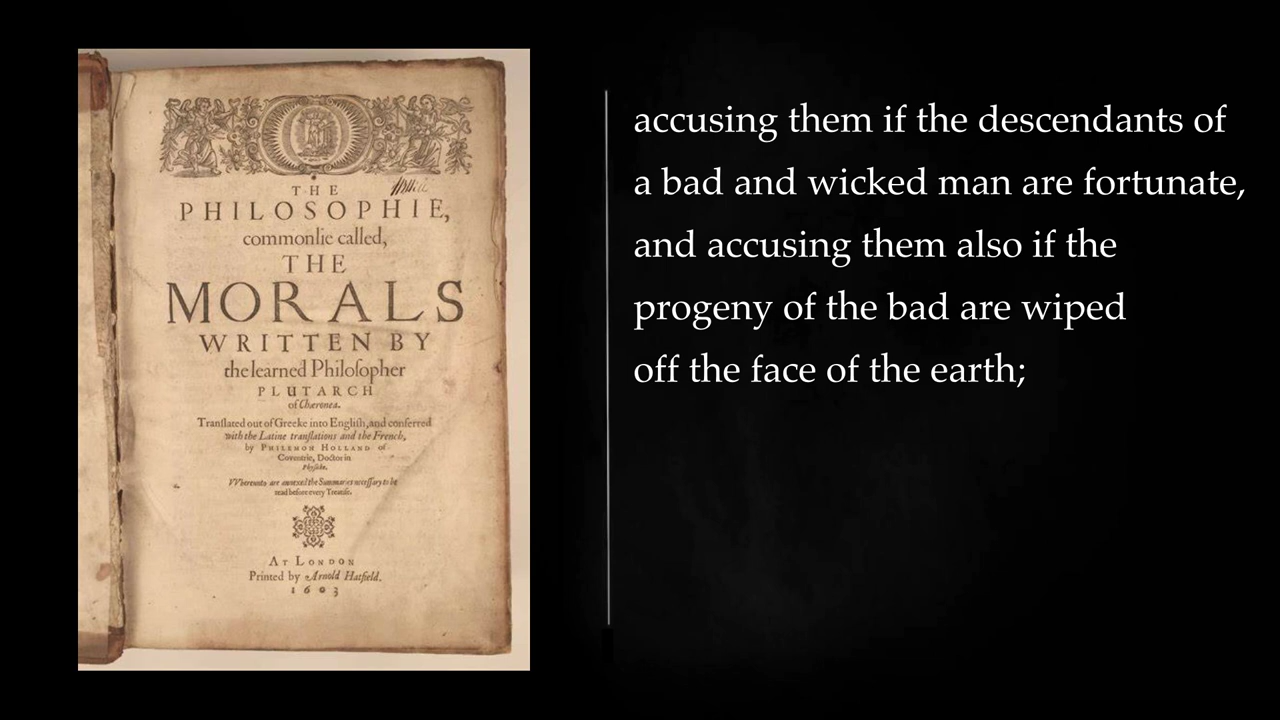 THE
PHILOSOPHIE,
commonlie called,
THE
MORALS
WRITTEN BY
the learned Philoſopher
PLUTARCH
of Chæronea.
Tranſlated out of Greeke into Engliſh, and conferred
with the Latine tranſlations and the French,
by PHILEMON HOLLAND of
Coventrie, Doctor in
Phyſicke.
VVhereunto are annexed the Summaries neceſſary to be
read before every Treatiſe.
AT LONDON
Printed by Arnold Hatfield.
1603
accusing them if the descendants of
a bad and wicked man are fortunate,
and accusing them also if the
progeny of the bad are wiped
off the face of the earth;